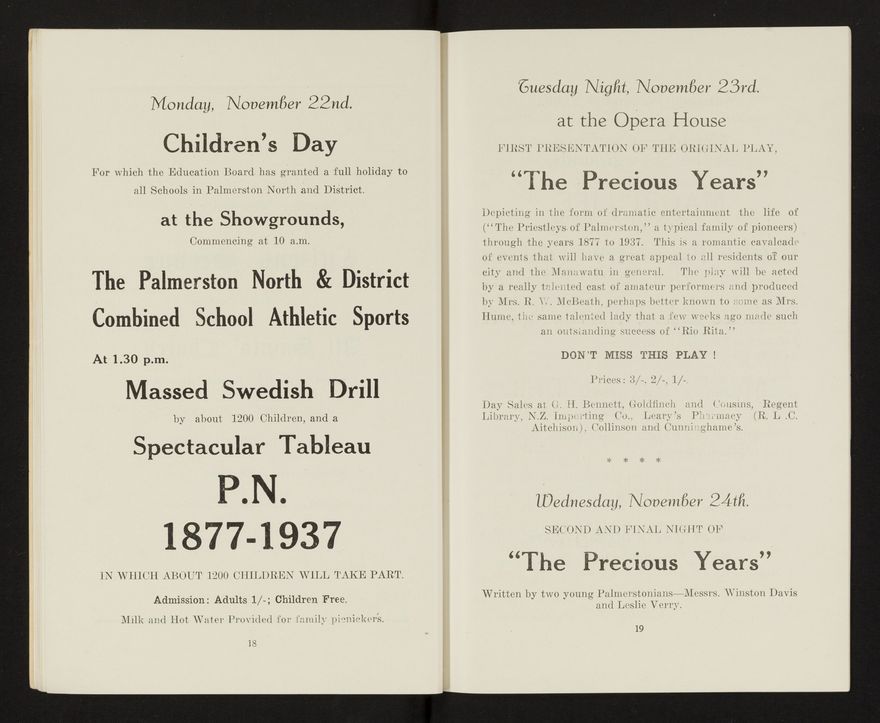 Monday, November 22nd.
Children's Day
For which the Education Board has granted a full holiday to
all Schools in Palmerston North and District.
at the Showgrounds,
Commencing at 10 a.m.
The Palmerston North & District
Combined School Athletic Sports
At 1.30 p.m.
Massed Swedish Drill
by about 1200 Children, and a
Spectacular Tableau
P.N.
1877-1937
IN WHICH ABOUT 1200 CHILDREN WILL TAKE PART.
Admission: Adults 1/-; Children Free.
Milk and Hot Water Provided for family picnickers.
18
Tuesday Night, November 23rd.
at the Opera House
FIRST PRESENTATION OF THE ORIGINAL PLAY,
"The Precious Years"
Depicting in the form of dramatic entertainment the life of
("The Priestleys of Palmerston," a typical family of pioneers)
through the years 1877 to 1937. This is a romantic cavalcade
of events that will have a great appeal to all residents of our
city and the Manawatu in general. The play will be acted
by a really talented cast of amateur performers and produced
by Mrs. R. W. McBeath, perhaps better known to some as Mrs.
Hume, the same talented lady that a few weeks ago made such
an outstanding success of "Rio Rita."
DON'T MISS THIS PLAY !
Prices: 3/-, 2/-, 1/-.
Day Sales at G. H. Bennett, Goldfinch and Cousins, Regent
Library, N.Z. Importing Co., Leary's Pharmacy (R. L .C.
Aitchison), Collinson and Cunninghame's.
* * * *
Wednesday, November 24th.
SECOND AND FINAL NIGHT OF
"The Precious Years"
Written by two young Palmerstonians—Messrs. Winston Davis
and Leslie Verry.
19